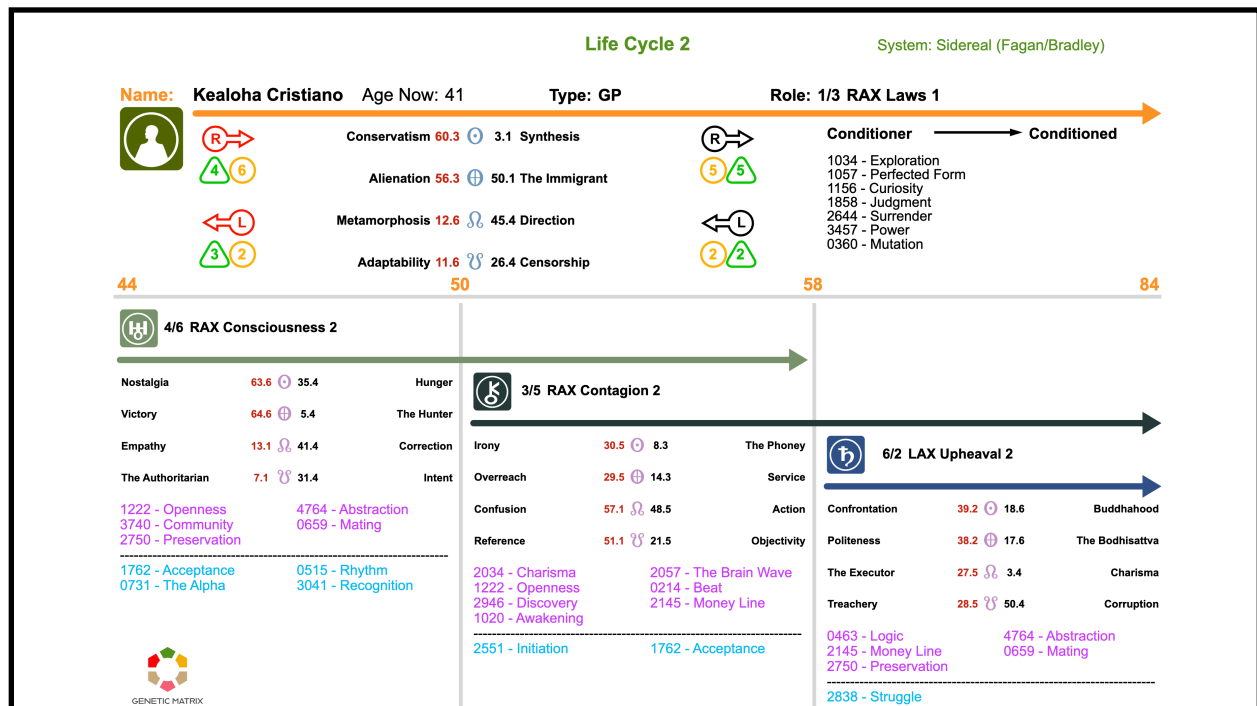 Life Cycle 2
System: Sidereal (Fagan/Bradley)
Name: Kealoha Cristiano Age Now: 41 Type: GP Role: 1/3 RAX Laws 1
R
4 6
Conservatism 60.3 3.1 Synthesis
Alienation 56.3 50.1 The Immigrant
R
5 5
L
3 2
Metamorphosis 12.6 45.4 Direction
Adaptability 11.6 26.4 Censorship
L
2 2
Conditioner Conditioned
1034 - Exploration
1057 - Perfected Form
1156 - Curiosity
1858 - Judgment
2644 - Surrender
3457 - Power
0360 - Mutation
44 50 58 84
4/6 RAX Consciousness 2
Nostalgia 63.6 35.4 Hunger
Victory 64.6 5.4 The Hunter
Empathy 13.1 41.4 Correction
The Authoritarian 7.1 31.4 Intent
1222 - Openness 4764 - Abstraction
3740 - Community 0659 - Mating
2750 - Preservation
1762 - Acceptance 0515 - Rhythm
0731 - The Alpha 3041 - Recognition
3/5 RAX Contagion 2
Irony 30.5 8.3 The Phoney
Overreach 29.5 14.3 Service
Confusion 57.1 48.5 Action
Reference 51.1 21.5 Objectivity
2034 - Charisma 2057 - The Brain Wave
1222 - Openness 0214 - Beat
2946 - Discovery 2145 - Money Line
1020 - Awakening
2551 - Initiation 1762 - Acceptance
6/2 LAX Upheaval 2
Confrontation 39.2 18.6 Buddhahood
Politeness 38.2 17.6 The Bodhisattva
The Executor 27.5 3.4 Charisma
Treachery 28.5 50.4 Corruption
0463 - Logic 4764 - Abstraction
2145 - Money Line 0659 - Mating
2750 - Preservation
2838 - Struggle
GENETIC MATRIX